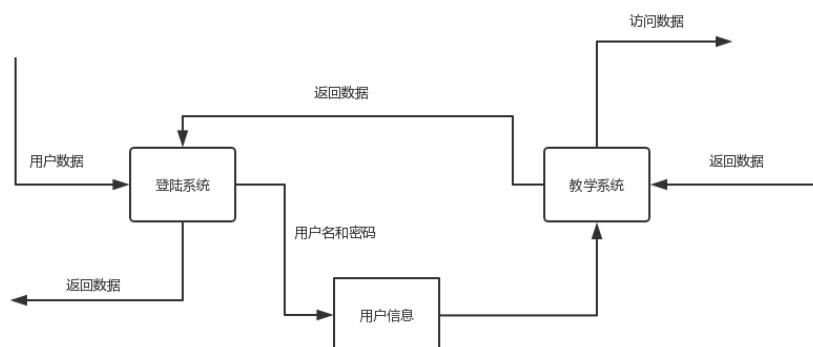 访问数据
返回数据
用户数据
登陆系统
教学系统
返回数据
用户名和密码
返回数据
用户信息